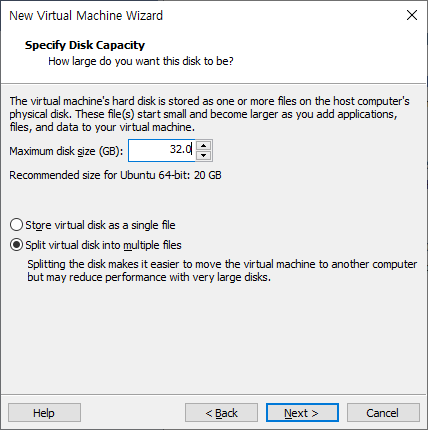 New Virtual Machine Wizard
Specify Disk Capacity
How large do you want this disk to be?
The virtual machine's hard disk is stored as one or more files on the host computer's
physical disk. These file(s) start small and become larger as you add applications,
files, and data to your virtual machine.
Maximum disk size (GB): 32.0
Recommended size for Ubuntu 64-bit: 20 GB
Store virtual disk as a single file
Split virtual disk into multiple files
Splitting the disk makes it easier to move the virtual machine to another computer
but may reduce performance with very large disks.
Help < Back Next > Cancel